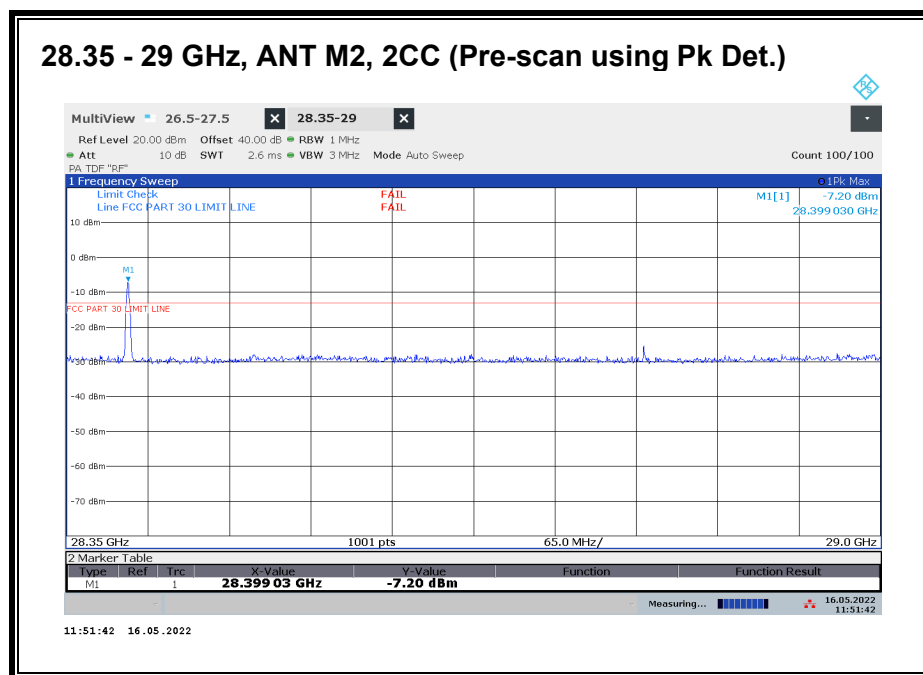 28.35 - 29 GHz, ANT M2, 2CC (Pre-scan using Pk Det.)
R&S
MultiView 26.5-27.5 28.35-29
Ref Level 20.00 dBm Offset 40.00 dB RBW 1 MHz
Att 10 dB SWT 2.6 ms VBW 3 MHz Mode Auto Sweep Count 100/100
PA TDF "RF"
1 Frequency Sweep 1Pk Max
Limit Check FAIL M1[1] -7.20 dBm
Line FCC PART 30 LIMIT LINE FAIL 28.399 030 GHz
10 dBm
0 dBm
M1
-10 dBm
FCC PART 30 LIMIT LINE
-20 dBm
-30 dBm
-40 dBm
-50 dBm
-60 dBm
-70 dBm
28.35 GHz 1001 pts 65.0 MHz/ 29.0 GHz
2 Marker Table
Type Ref Trc X-Value Y-Value Function Function Result
M1 1 28.399 03 GHz -7.20 dBm
Measuring... 16.05.2022
11:51:42
11:51:42 16.05.2022